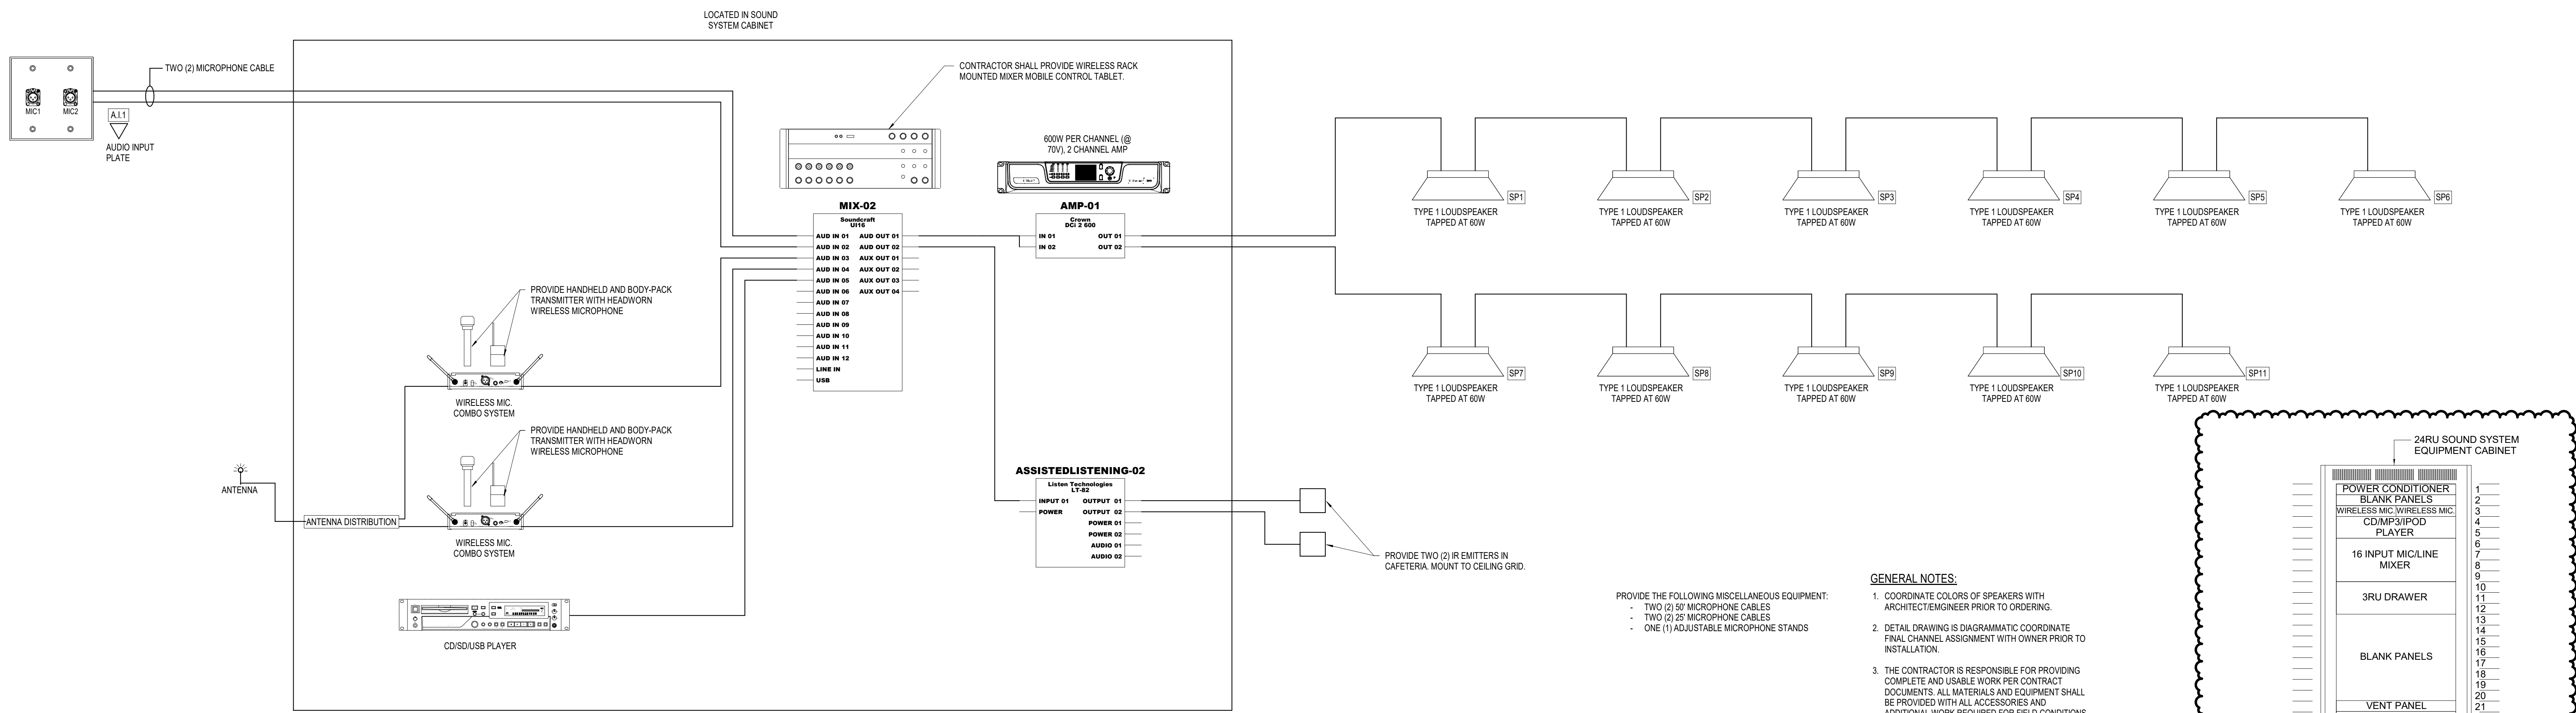 LOCATED IN SOUND
SYSTEM CABINET
TWO (2) MICROPHONE CABLE
MIC1 MIC2
A.I.1
AUDIO INPUT
PLATE
CONTRACTOR SHALL PROVIDE WIRELESS RACK
MOUNTED MIXER MOBILE CONTROL TABLET.
600W PER CHANNEL (@
70V), 2 CHANNEL AMP
MIX-02
Soundcraft
UI16
AUD IN 01 AUD OUT 01
AUD IN 02 AUD OUT 02
AUD IN 03 AUX OUT 01
AUD IN 04 AUX OUT 02
AUD IN 05 AUX OUT 03
AUD IN 06 AUX OUT 04
AUD IN 07
AUD IN 08
AUD IN 09
AUD IN 10
AUD IN 11
AUD IN 12
LINE IN
USB
AMP-01
Crown
DCi 2 600
IN 01 OUT 01
IN 02 OUT 02
SP1
TYPE 1 LOUDSPEAKER
TAPPED AT 60W
SP2
TYPE 1 LOUDSPEAKER
TAPPED AT 60W
SP3
TYPE 1 LOUDSPEAKER
TAPPED AT 60W
SP4
TYPE 1 LOUDSPEAKER
TAPPED AT 60W
SP5
TYPE 1 LOUDSPEAKER
TAPPED AT 60W
SP6
TYPE 1 LOUDSPEAKER
TAPPED AT 60W
SP7
TYPE 1 LOUDSPEAKER
TAPPED AT 60W
SP8
TYPE 1 LOUDSPEAKER
TAPPED AT 60W
SP9
TYPE 1 LOUDSPEAKER
TAPPED AT 60W
SP10
TYPE 1 LOUDSPEAKER
TAPPED AT 60W
SP11
TYPE 1 LOUDSPEAKER
TAPPED AT 60W
PROVIDE HANDHELD AND BODY-PACK
TRANSMITTER WITH HEADWORN
WIRELESS MICROPHONE
WIRELESS MIC.
COMBO SYSTEM
PROVIDE HANDHELD AND BODY-PACK
TRANSMITTER WITH HEADWORN
WIRELESS MICROPHONE
WIRELESS MIC.
COMBO SYSTEM
ANTENNA
ANTENNA DISTRIBUTION
CD/SD/USB PLAYER
ASSISTEDLISTENING-02
Listen Technologies
LT-82
INPUT 01 OUTPUT 01
POWER OUTPUT 02
POWER 01
POWER 02
AUDIO 01
AUDIO 02
PROVIDE TWO (2) IR EMITTERS IN
CAFETERIA. MOUNT TO CEILING GRID.
PROVIDE THE FOLLOWING MISCELLANEOUS EQUIPMENT:
- TWO (2) 50' MICROPHONE CABLES
- TWO (2) 25' MICROPHONE CABLES
- ONE (1) ADJUSTABLE MICROPHONE STANDS
GENERAL NOTES:
1. COORDINATE COLORS OF SPEAKERS WITH
ARCHITECT/EMGINEER PRIOR TO ORDERING.
2. DETAIL DRAWING IS DIAGRAMMATIC COORDINATE
FINAL CHANNEL ASSIGNMENT WITH OWNER PRIOR TO
INSTALLATION.
3. THE CONTRACTOR IS RESPONSIBLE FOR PROVIDING
COMPLETE AND USABLE WORK PER CONTRACT
DOCUMENTS. ALL MATERIALS AND EQUIPMENT SHALL
BE PROVIDED WITH ALL ACCESSORIES AND
ADDITIONAL WORK REQUIRED FOR FIELD CONDITIONS
24RU SOUND SYSTEM
EQUIPMENT CABINET
POWER CONDITIONER 1
BLANK PANELS 2
WIRELESS MIC. WIRELESS MIC. 3
CD/MP3/IPOD 4
PLAYER 5
6
16 INPUT MIC/LINE 7
MIXER 8
9
10
3RU DRAWER 11
12
13
14
15
BLANK PANELS 16
17
18
19
20
VENT PANEL 21